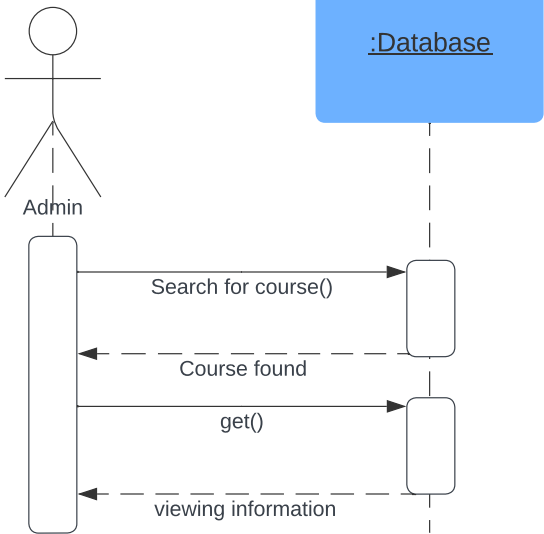 :Database
Admin
Search for course()
Course found
get()
viewing information